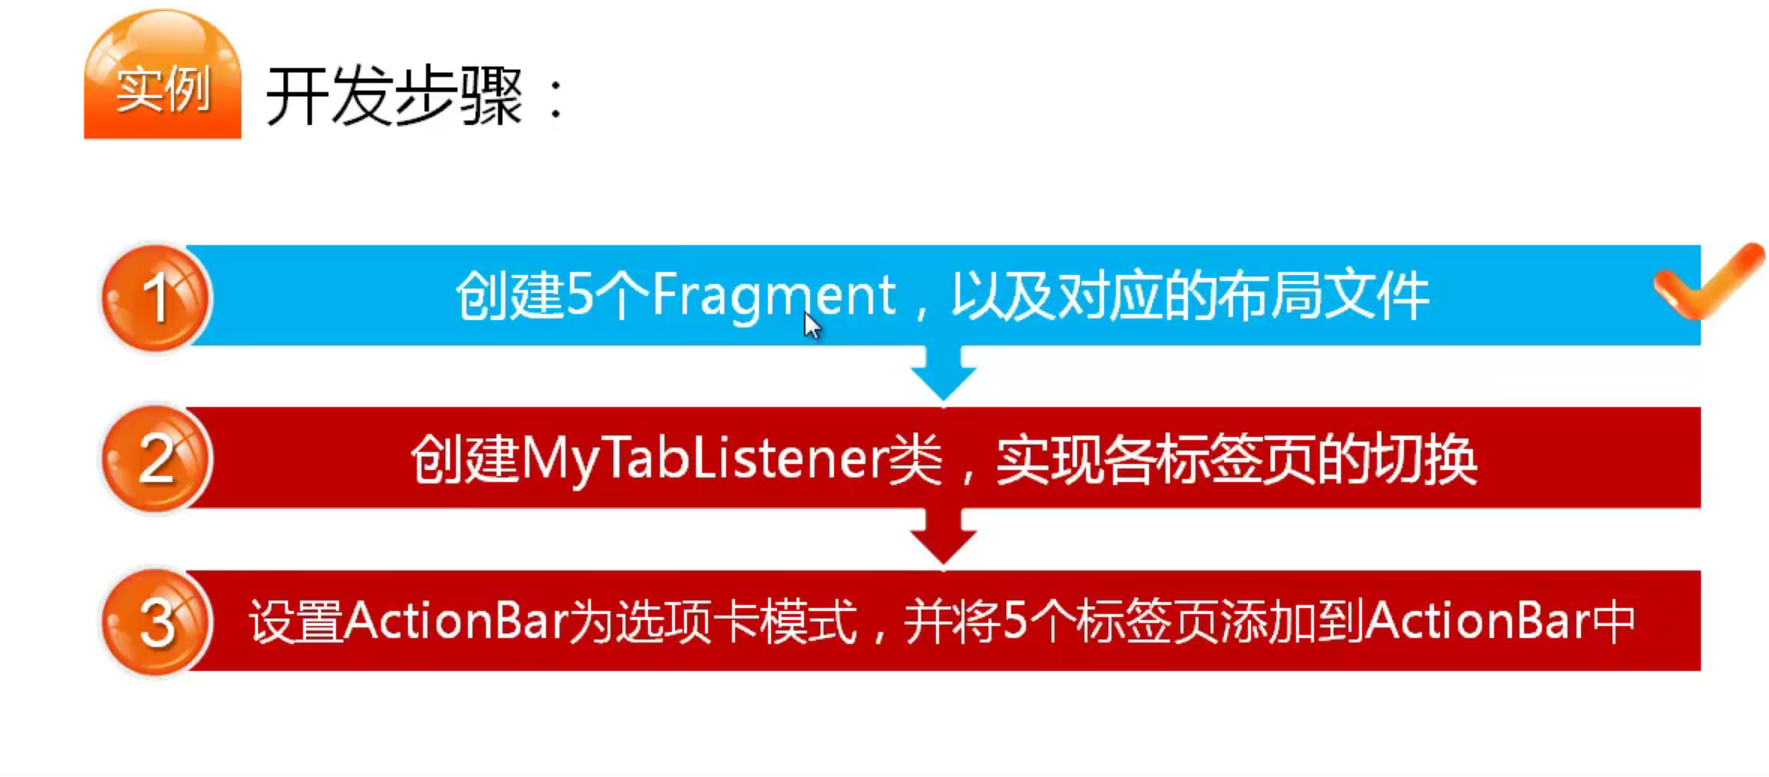 实例
开发步骤：
1
创建5个Fragment，以及对应的布局文件
2
创建MyTabListener类，实现各标签页的切换
3
设置ActionBar为选项卡模式，并将5个标签页添加到ActionBar中